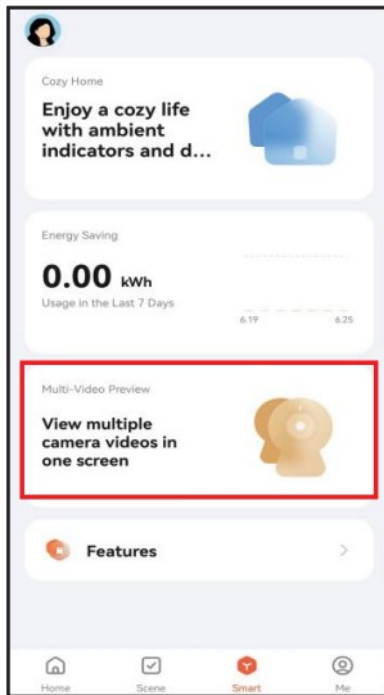 Cozy Home
Enjoy a cozy life
with ambient
indicators and d...
Energy Saving
0.00 kWh
Usage in the Last 7 Days
6.19 6.25
Multi-Video Preview
View multiple
camera videos in
one screen
Features
Home Scene Smart Me